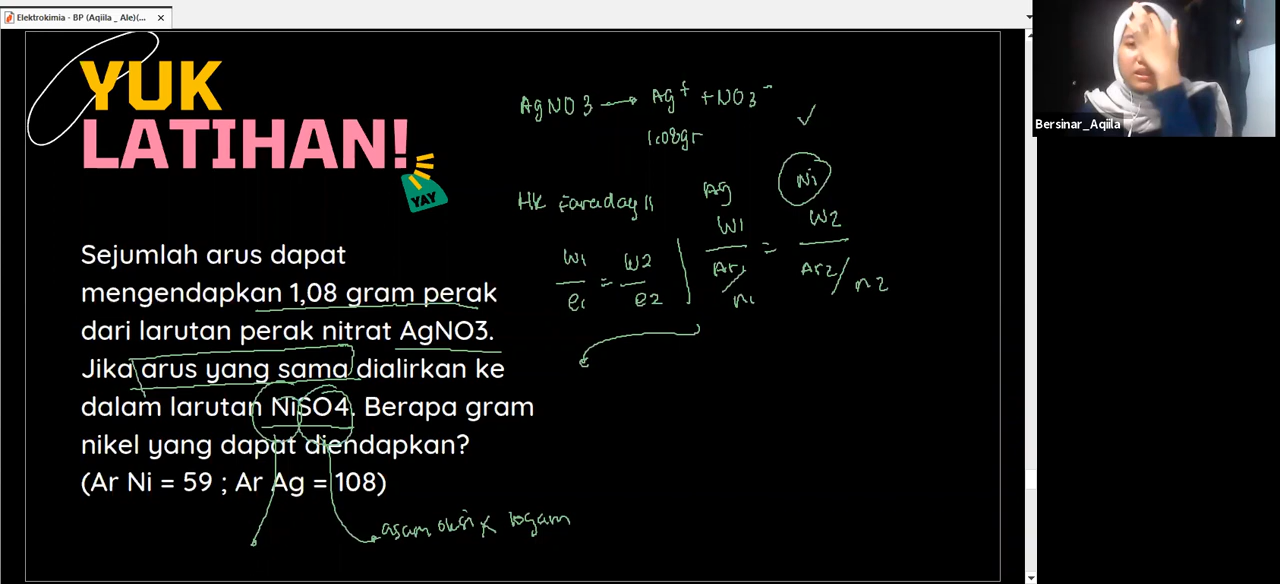 Elektrokimia - BP (Aqiila _ Ale)(...
YUK
LATIHAN!
YAY
Sejumlah arus dapat
mengendapkan 1,08 gram perak
dari larutan perak nitrat AgNO3.
Jika arus yang sama dialirkan ke
dalam larutan NiSO4. Berapa gram
nikel yang dapat diendapkan?
(Ar Ni = 59 ; Ar Ag = 108)
AgNO3 → Ag+ + NO3-
1,08gr
HK Faraday II
Ag
Ni
W1/e1 = W2/e2
W1/Ar1/n1 = W2/Ar2/n2
asam oksi x logam
Bersinar_Aqiila